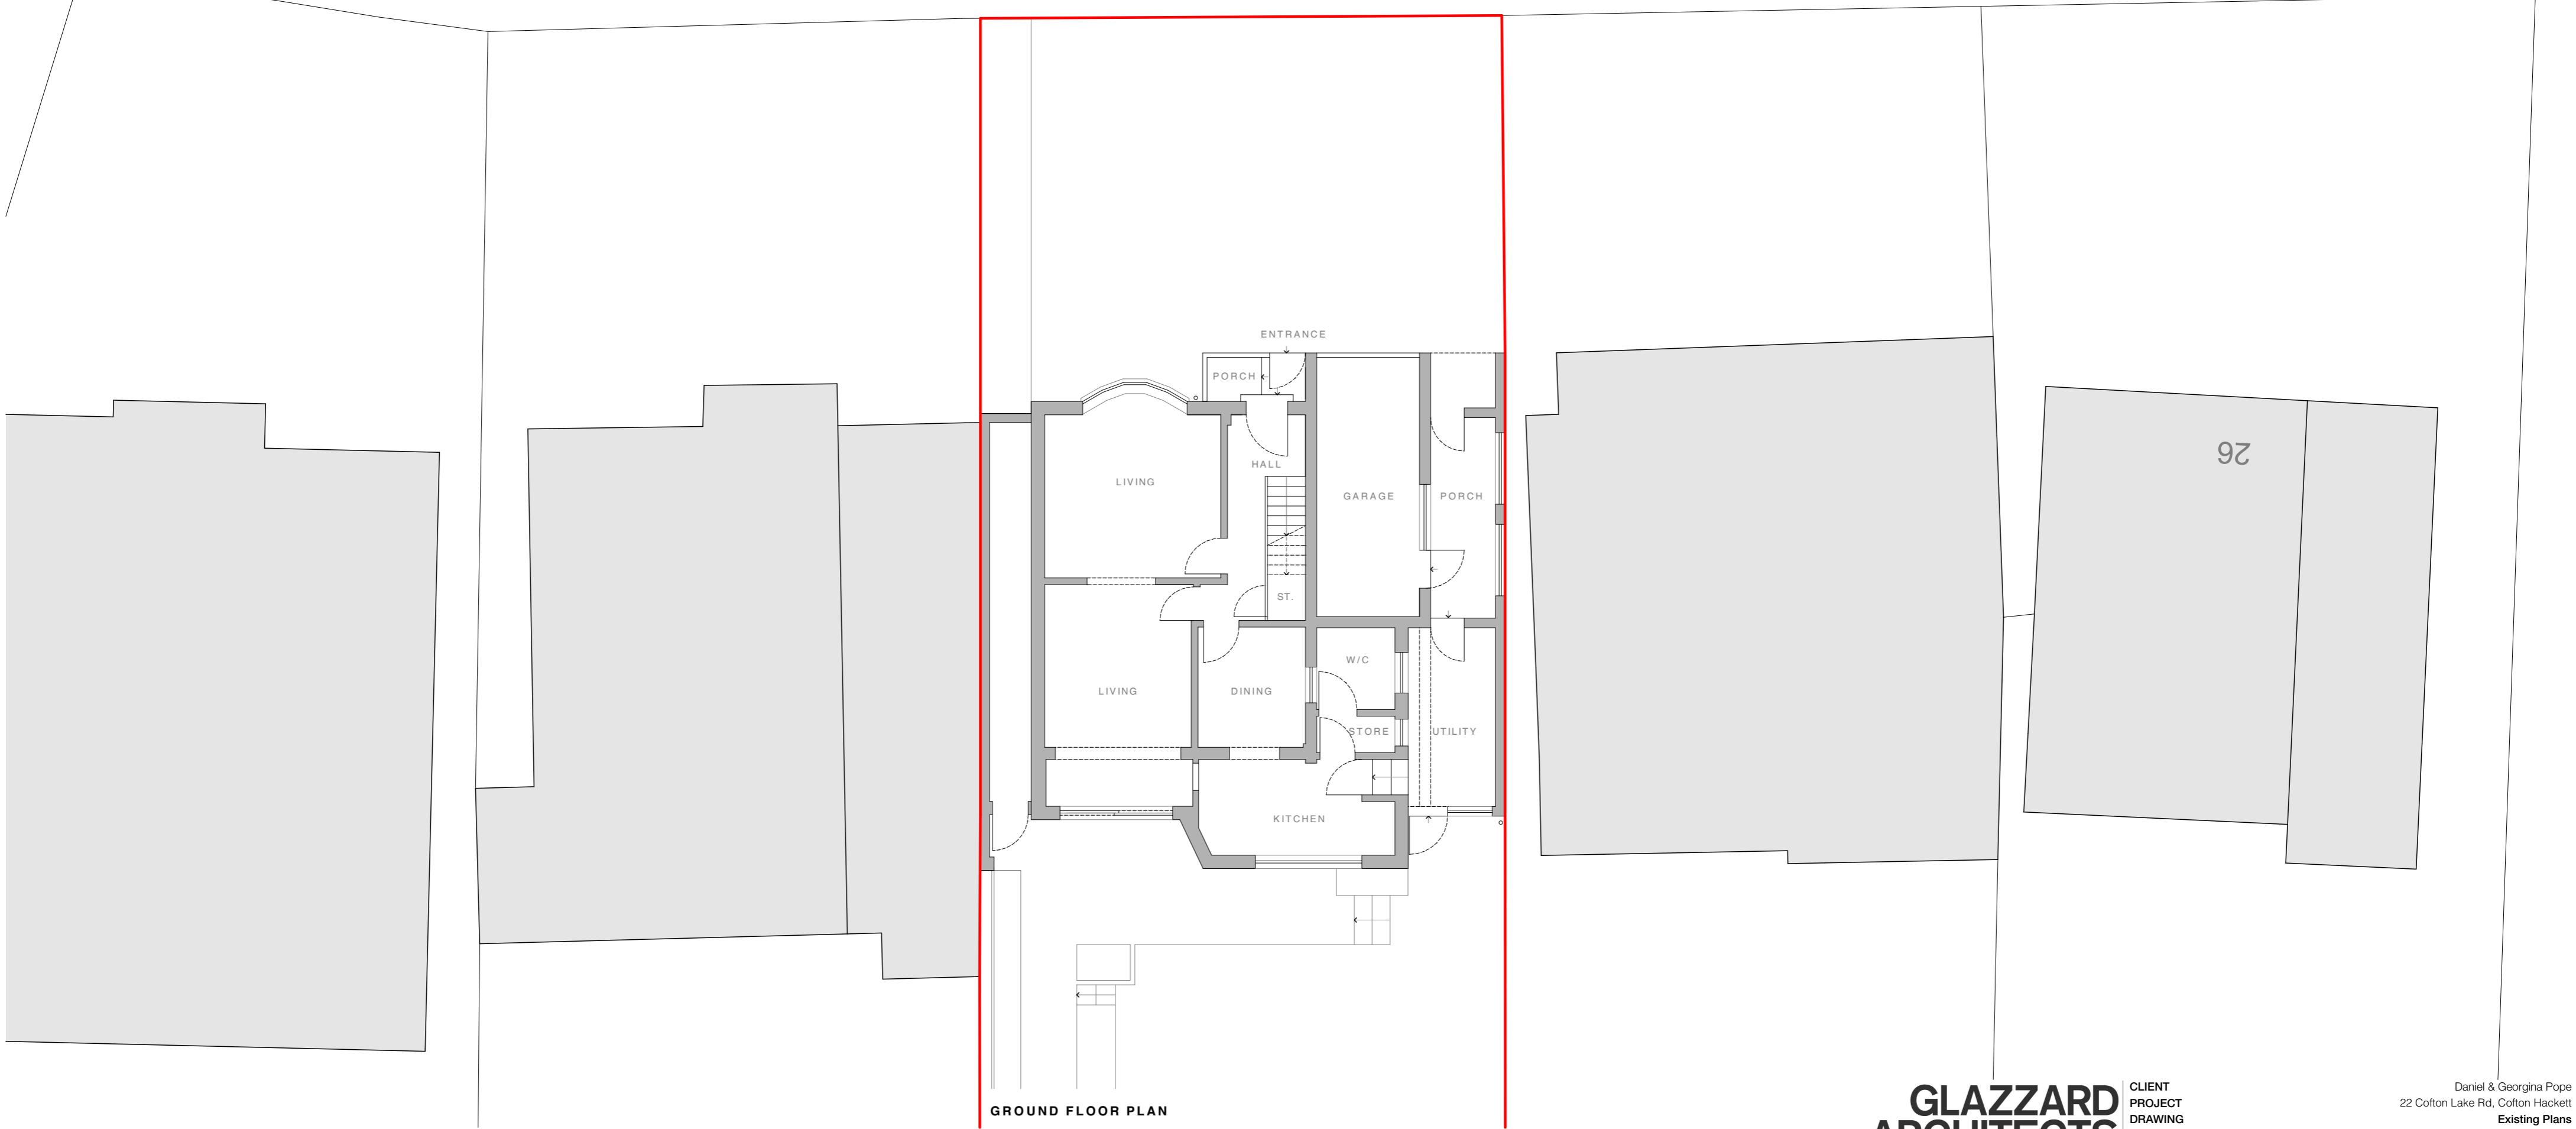 ENTRANCE
PORCH
HALL
LIVING
GARAGE
PORCH
ST.
W/C
LIVING
DINING
STORE
UTILITY
KITCHEN
26
GROUND FLOOR PLAN
GLAZZARD
ARCHITECTS
CLIENT
Daniel & Georgina Pope
PROJECT
22 Cofton Lake Rd, Cofton Hackett
DRAWING
Existing Plans